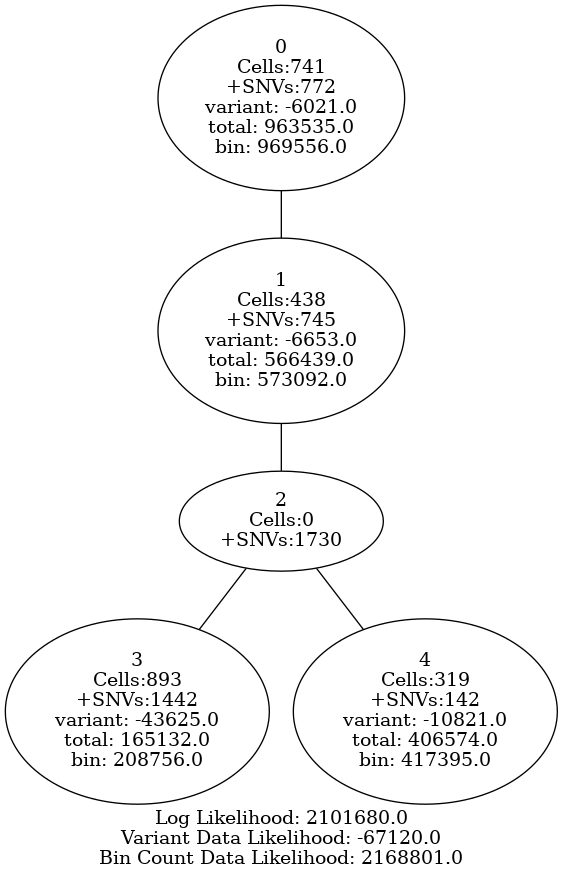 0
Cells:741
+SNVs:772
variant: -6021.0
total: 963535.0
bin: 969556.0
1
Cells:438
+SNVs:745
variant: -6653.0
total: 566439.0
bin: 573092.0
2
Cells:0
+SNVs:1730
3
Cells:893
+SNVs:1442
variant: -43625.0
total: 165132.0
bin: 208756.0
4
Cells:319
+SNVs:142
variant: -10821.0
total: 406574.0
bin: 417395.0
Log Likelihood: 2101680.0
Variant Data Likelihood: -67120.0
Bin Count Data Likelihood: 2168801.0